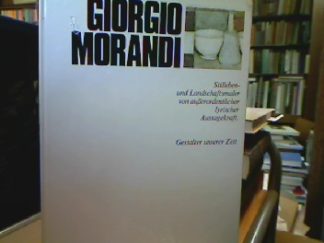 GIORGIO
MORANDI
Stilleben-
und Landschaftsmaler
von außerordentlicher
lyrischer
Aussagekraft.
Gestalter unserer Zeit